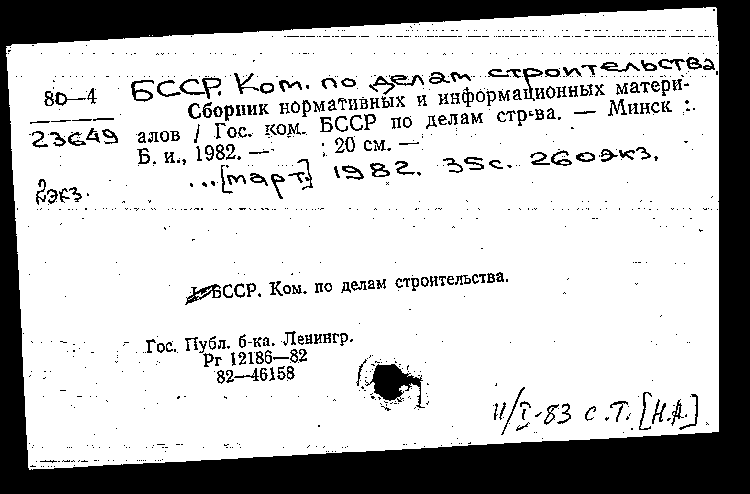 БССР. Ком. по делам строительства.
80—4
23649
2 экз.
Сборник нормативных и информационных матери-
алов / Гос. ком. БССР по делам стр-ва. — Минск :.
Б. и., 1982. — ; 20 см. —
...[март.] 1982. 35с. 260экз.
БССР. Ком. по делам строительства.
Гос. Публ. б-ка. Ленингр.
Рг 12186—82
82—46158
11/I-83 с.Т. [Н.А.]